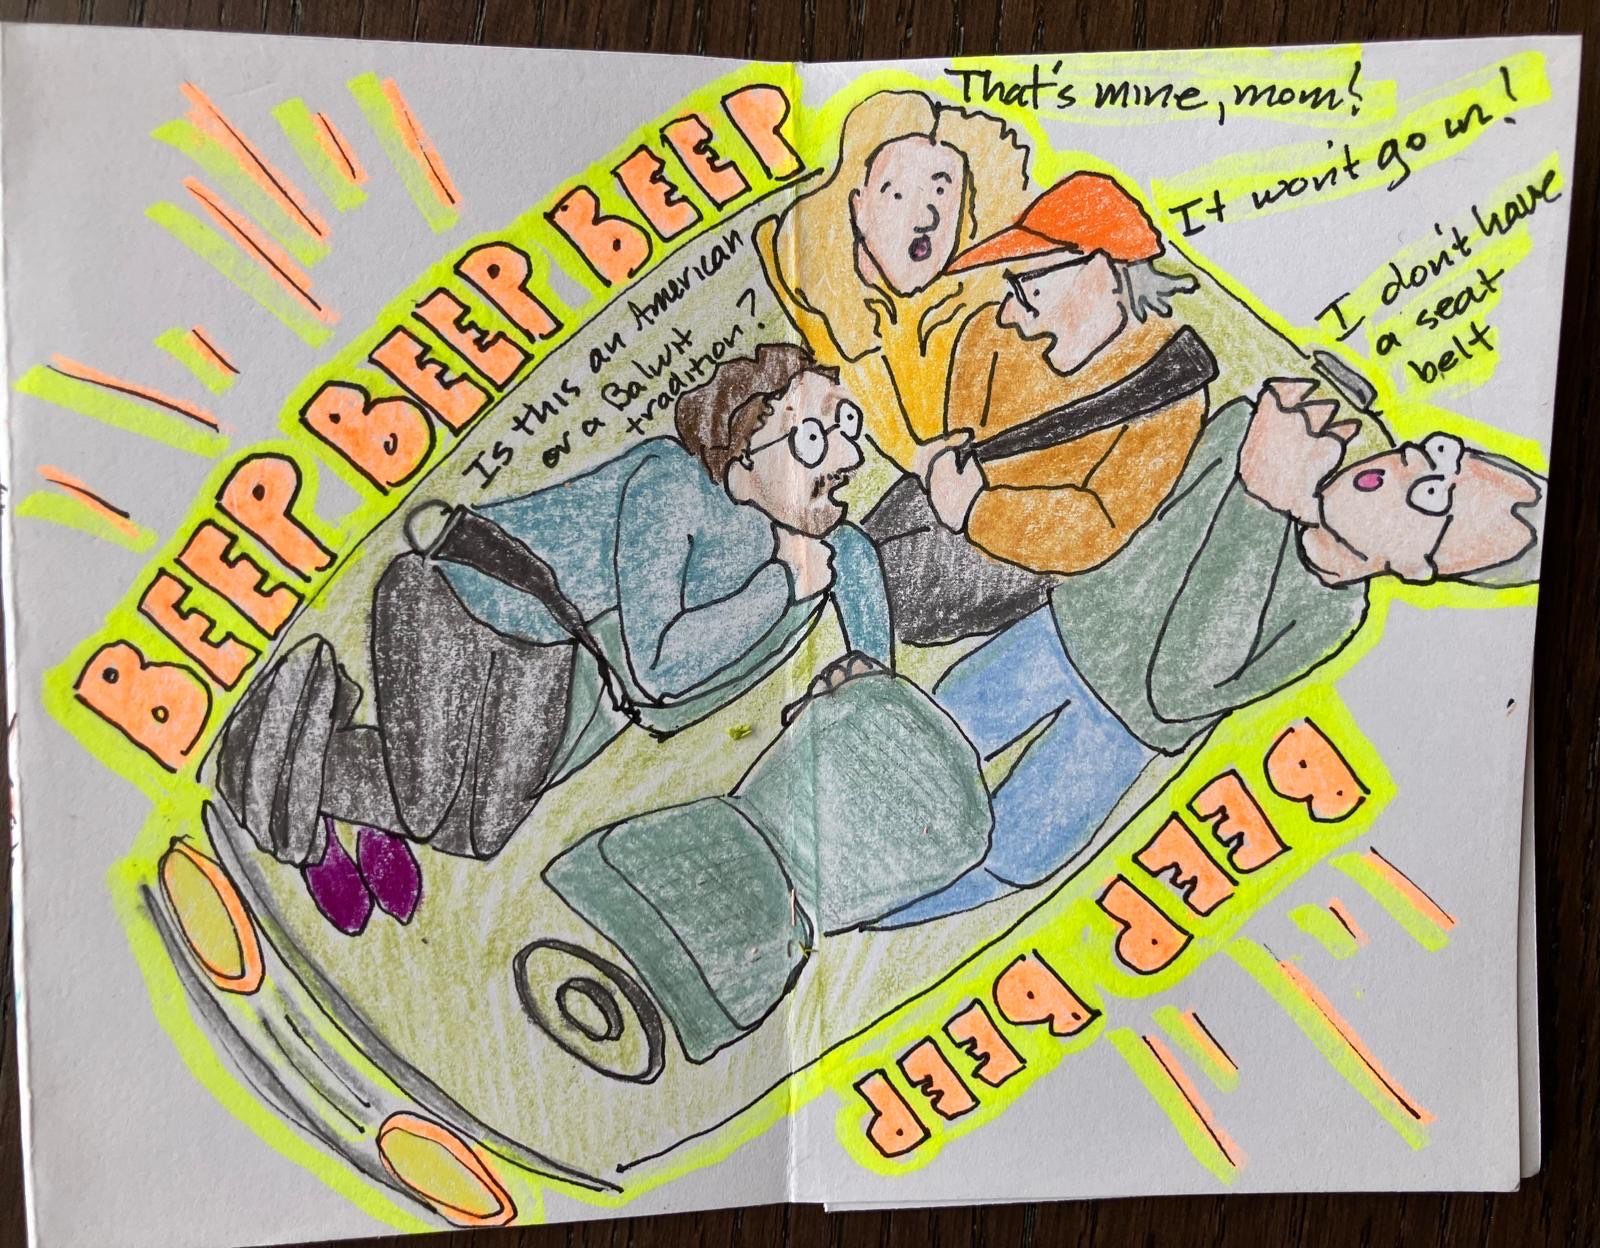 BEEP BEEP BEEP
That's mine, mom!
It won't go in!
I don't have
a seat
belt
Is this an American
or a Balwit
tradition?
BEEP BEEP